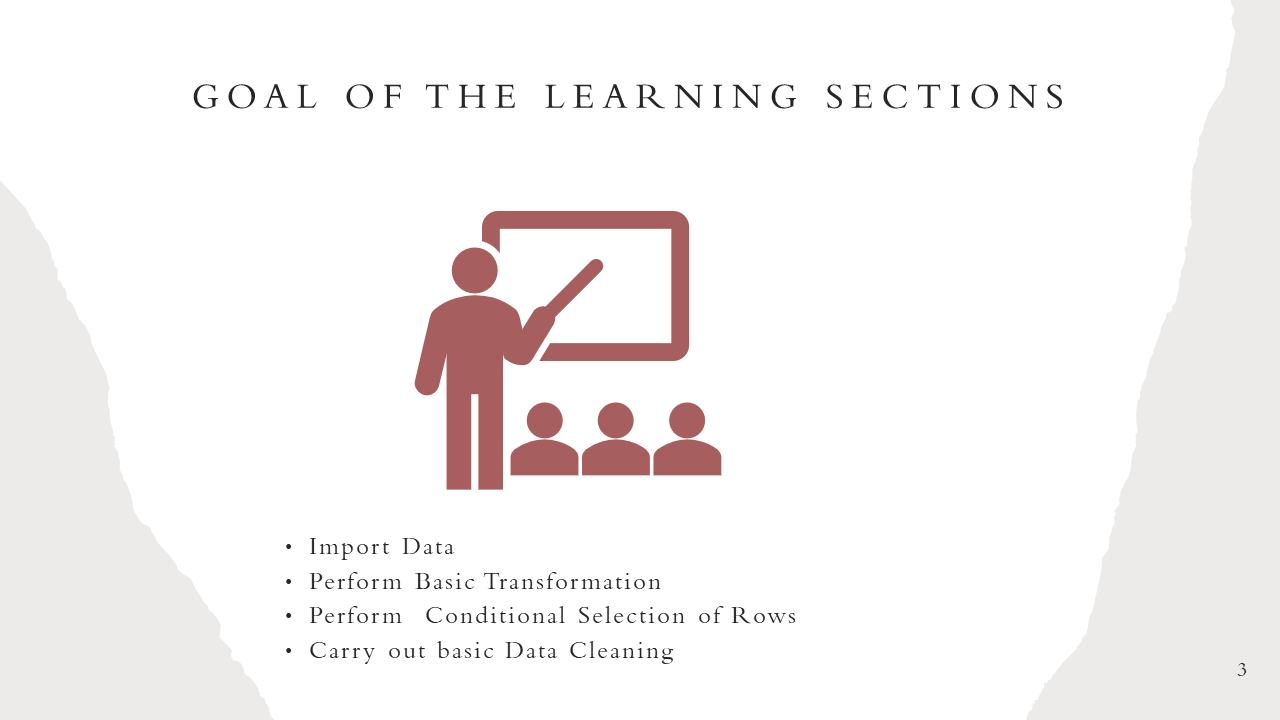 GOAL OF THE LEARNING SECTIONS
• Import Data
• Perform Basic Transformation
• Perform  Conditional Selection of Rows
• Carry out basic Data Cleaning
3